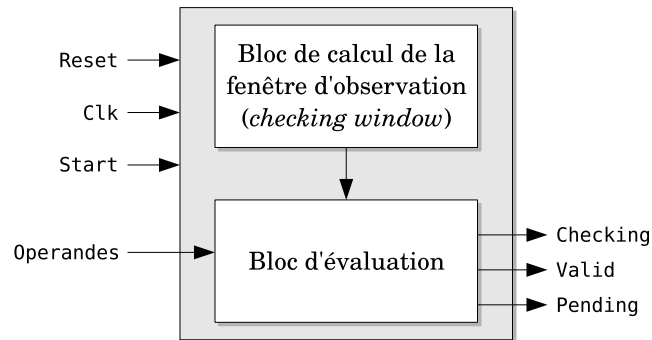 Reset
Clk
Start
Operandes
Bloc de calcul de la
fenêtre d'observation
(checking window)
Bloc d'évaluation
Checking
Valid
Pending